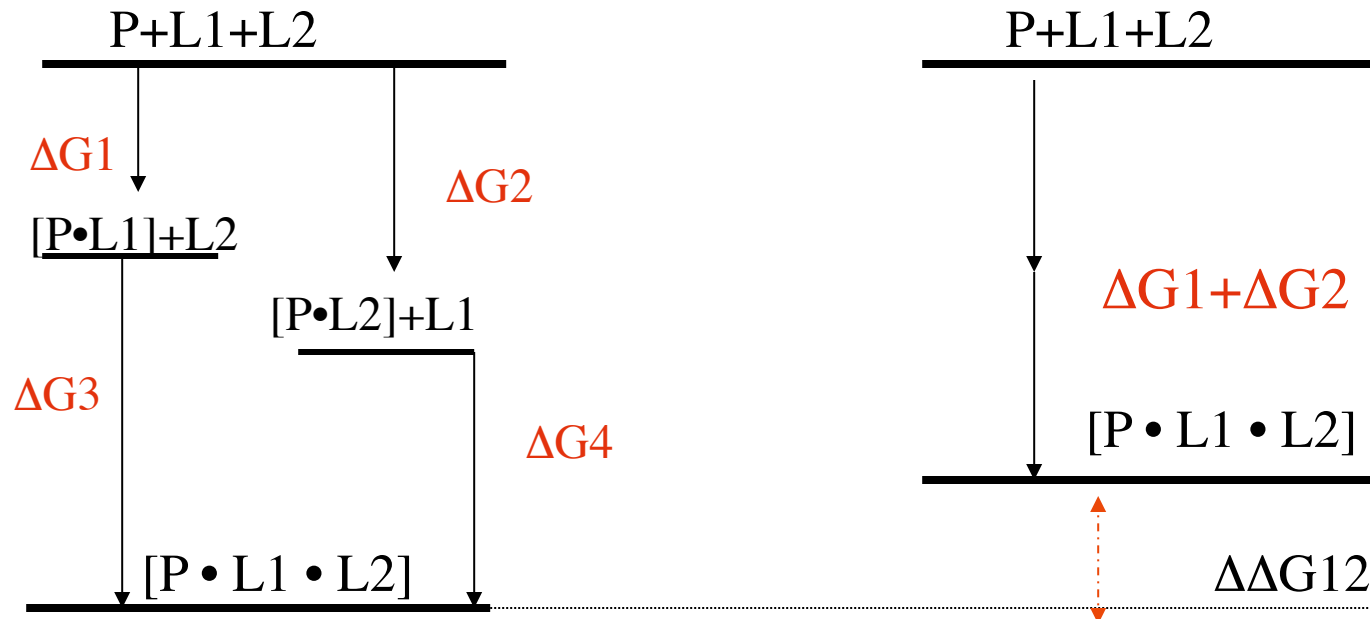 P+L1+L2
ΔG1
ΔG2
[P•L1]+L2
[P•L2]+L1
ΔG3
ΔG4
[P • L1 • L2]
P+L1+L2
ΔG1+ΔG2
[P • L1 • L2]
ΔΔG12